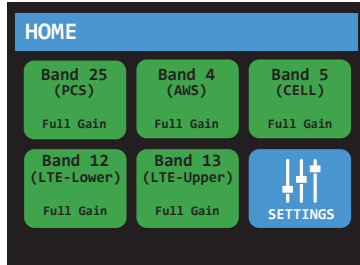 HOME
Band 25
(PCS)
Full Gain
Band 4
(AWS)
Full Gain
Band 5
(CELL)
Full Gain
Band 12
(LTE-Lower)
Full Gain
Band 13
(LTE-Upper)
Full Gain
SETTINGS